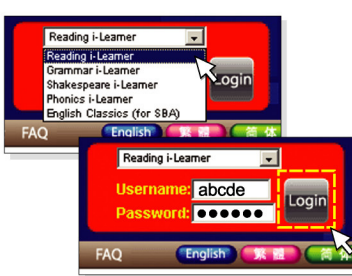 Reading i-Learner
Reading i-Learner
Grammar i-Learner
Shakespeare i-Learner
Phonics i-Learner
English Classics (for SBA)
Login
FAQ English 繁 體 简 体
Reading i-Learner
Username: abcde
Password: ●●●●●●
Login
FAQ English 繁 體 简